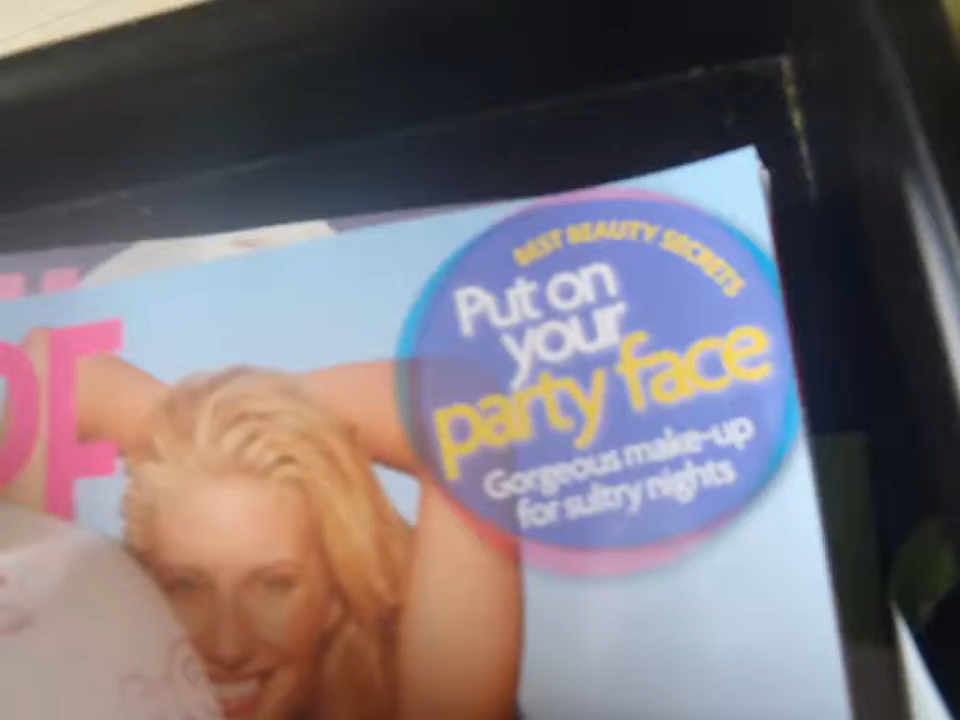 BEST BEAUTY SECRETS
Put on
your
party face
Gorgeous make-up
for sultry nights